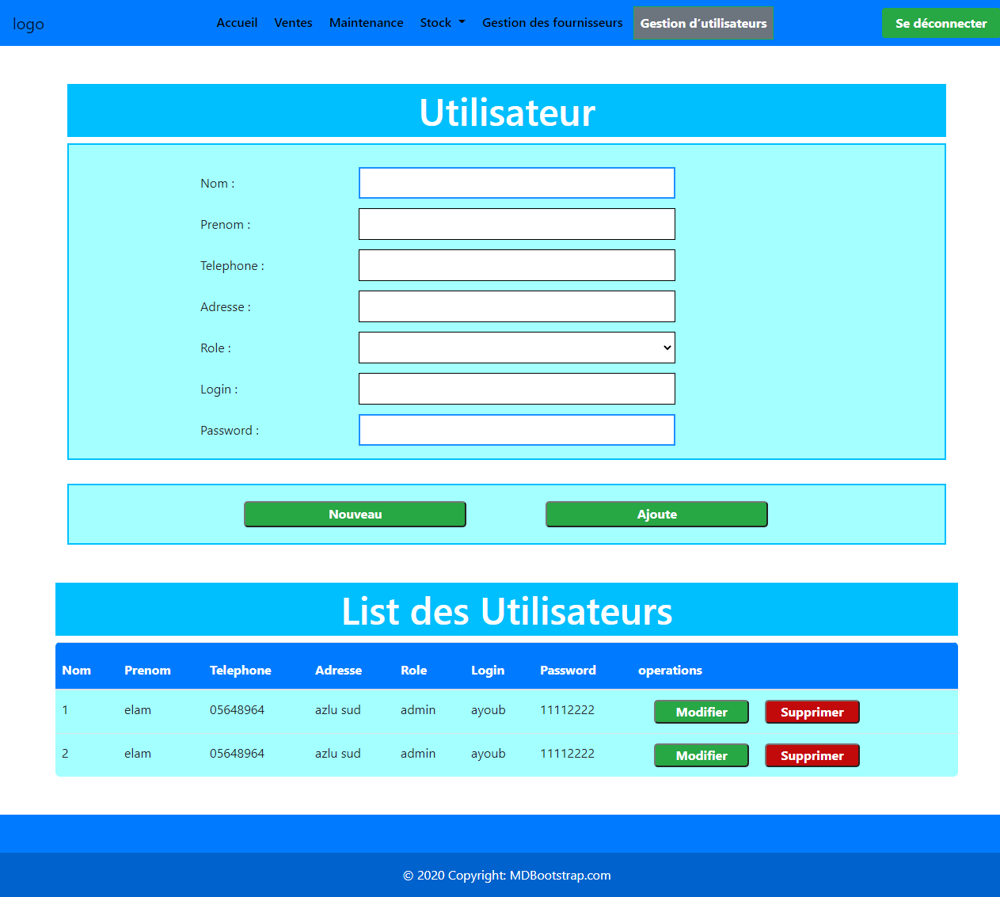 logo Accueil Ventes Maintenance Stock Gestion des fournisseurs Gestion d'utilisateurs Se déconnecter
Utilisateur
Nom :
Prenom :
Telephone :
Adresse :
Role :
Login :
Password :
Nouveau Ajoute
List des Utilisateurs
Nom Prenom Telephone Adresse Role Login Password operations
1 elam 05648964 azlu sud admin ayoub 11112222 Modifier Supprimer
2 elam 05648964 azlu sud admin ayoub 11112222 Modifier Supprimer
© 2020 Copyright: MDBootstrap.com